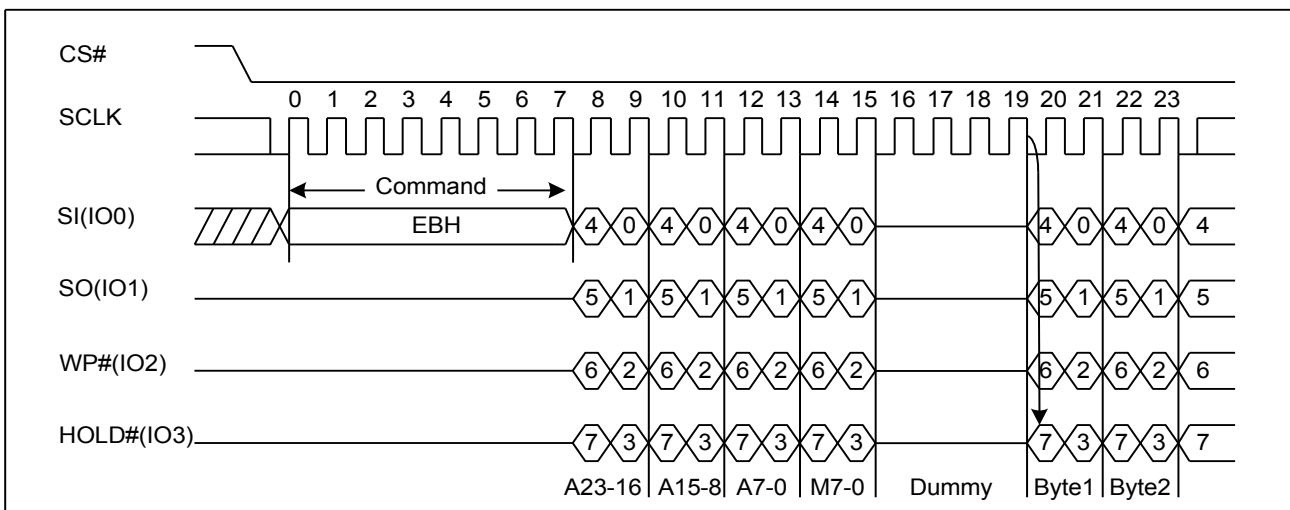 CS#
0 1 2 3 4 5 6 7 8 9 10 11 12 13 14 15 16 17 18 19 20 21 22 23
SCLK
Command
SI(IO0) EBH 4 0 4 0 4 0 4 0 4 0 4 0 4
SO(IO1) 5 1 5 1 5 1 5 1 5 1 5 1 5
WP#(IO2) 6 2 6 2 6 2 6 2 6 2 6 2 6
HOLD#(IO3) 7 3 7 3 7 3 7 3 7 3 7 3 7
A23-16 A15-8 A7-0 M7-0 Dummy Byte1 Byte2